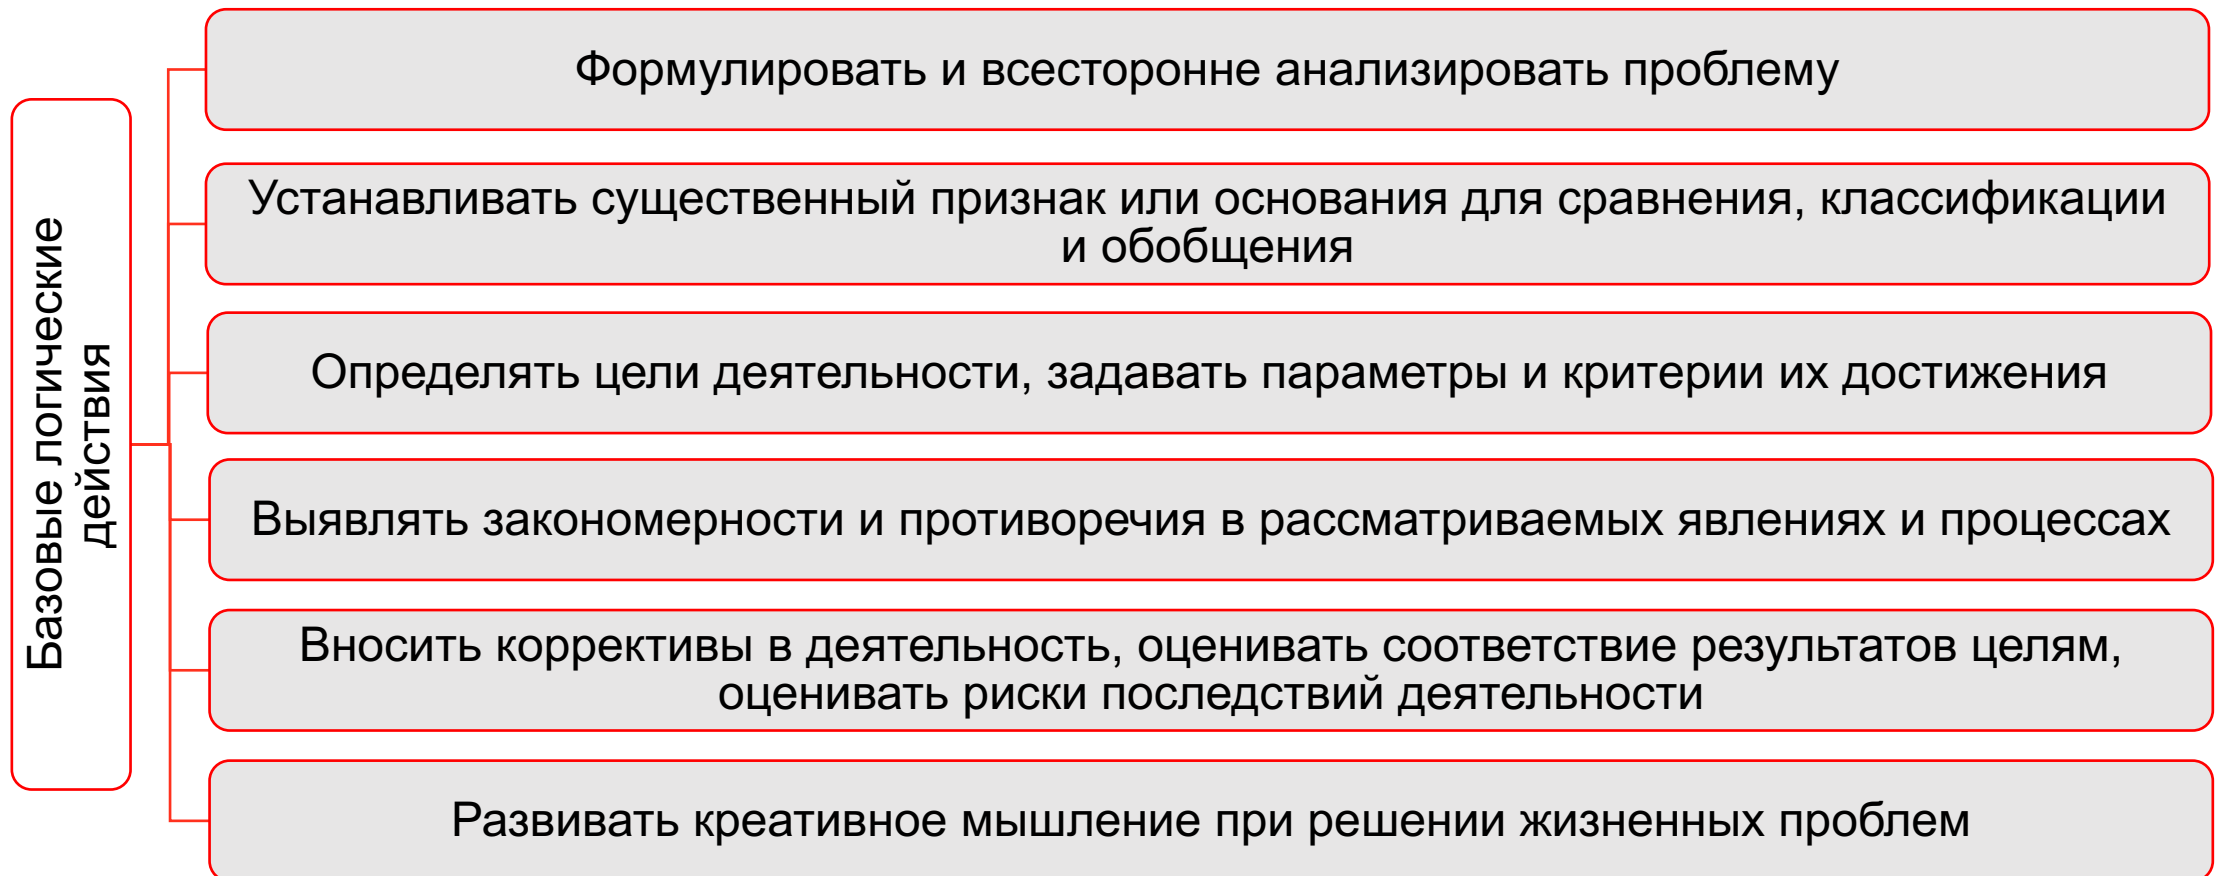 Базовые логические
действия
Формулировать и всесторонне анализировать проблему
Устанавливать существенный признак или основания для сравнения, классификации
и обобщения
Определять цели деятельности, задавать параметры и критерии их достижения
Выявлять закономерности и противоречия в рассматриваемых явлениях и процессах
Вносить коррективы в деятельность, оценивать соответствие результатов целям,
оценивать риски последствий деятельности
Развивать креативное мышление при решении жизненных проблем